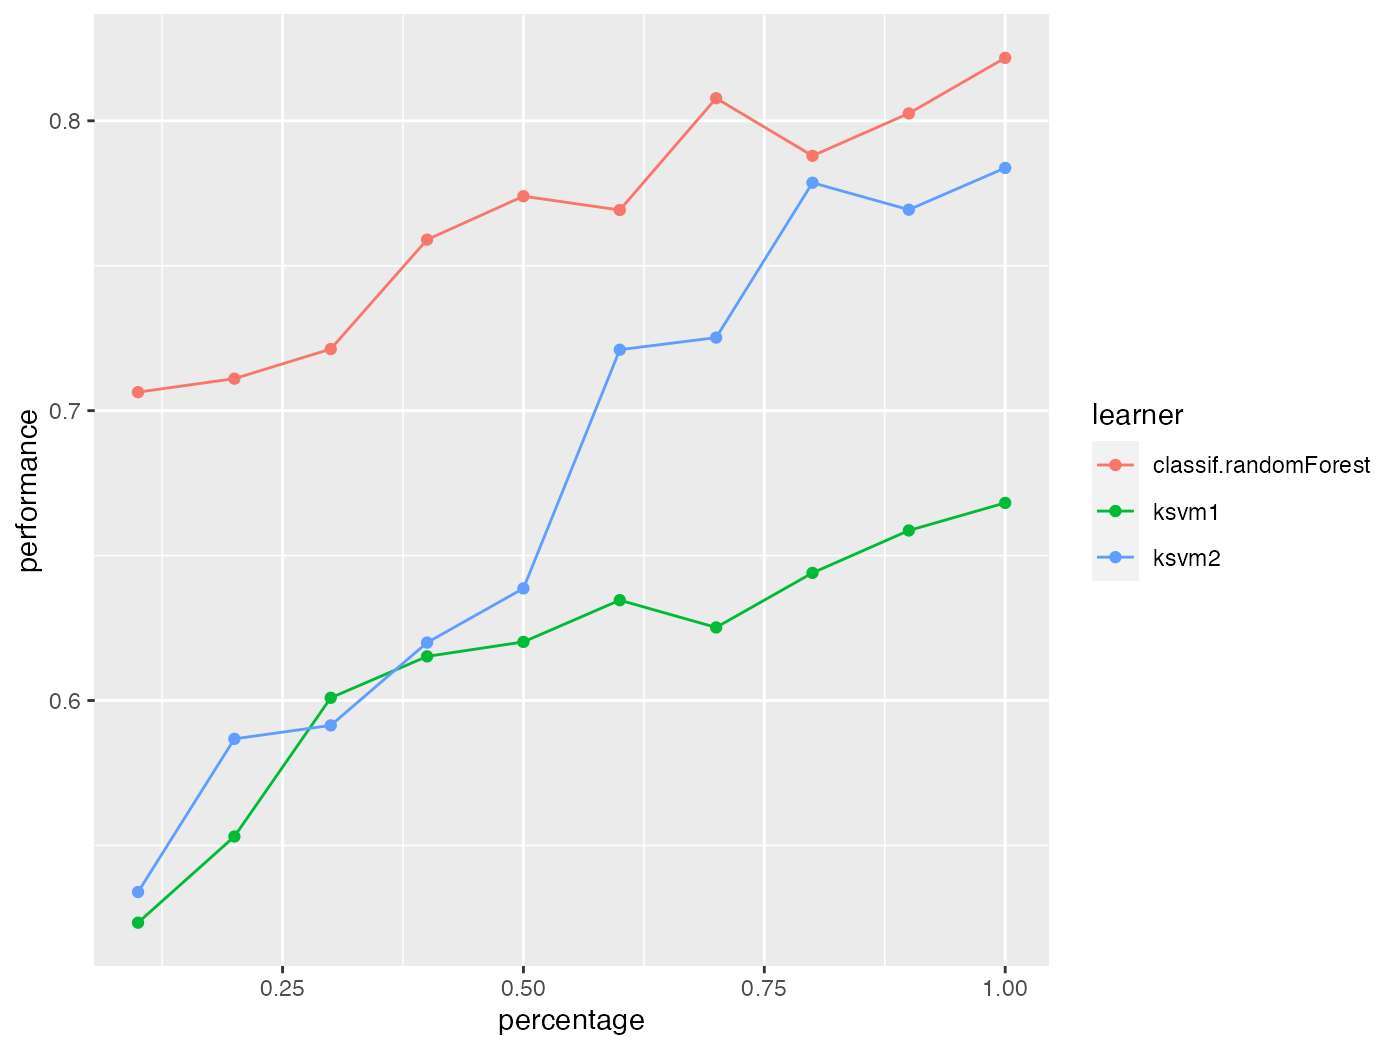 0.8
0.7
0.6
performance
0.25 0.50 0.75 1.00
percentage
learner
classif.randomForest
ksvm1
ksvm2